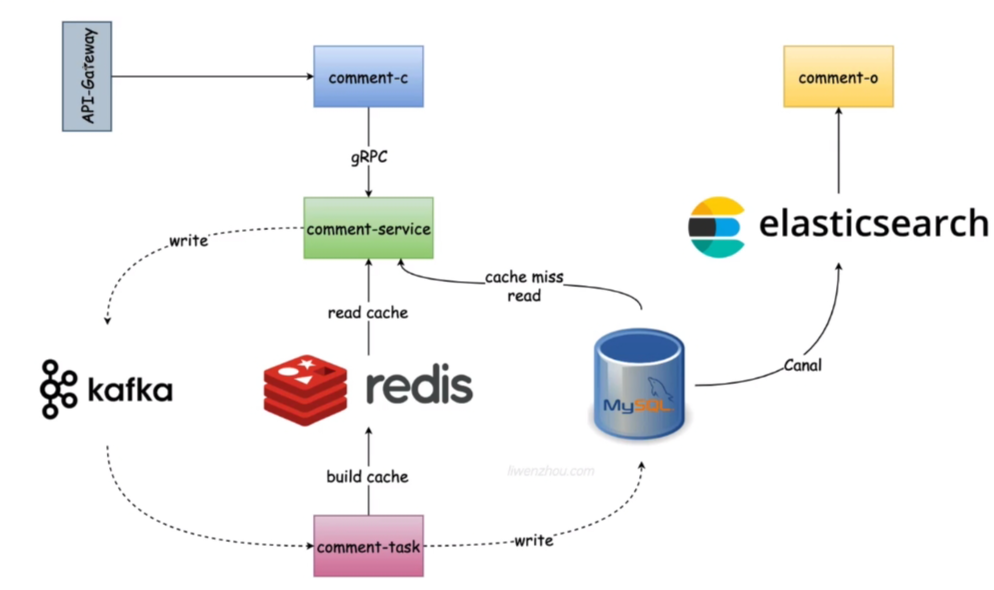 API-Gateway
comment-c
comment-o
gRPC
comment-service
elasticsearch
write
cache miss
read
read cache
kafka
redis
MySQL
Canal
liwenzhou.com
build cache
comment-task
write